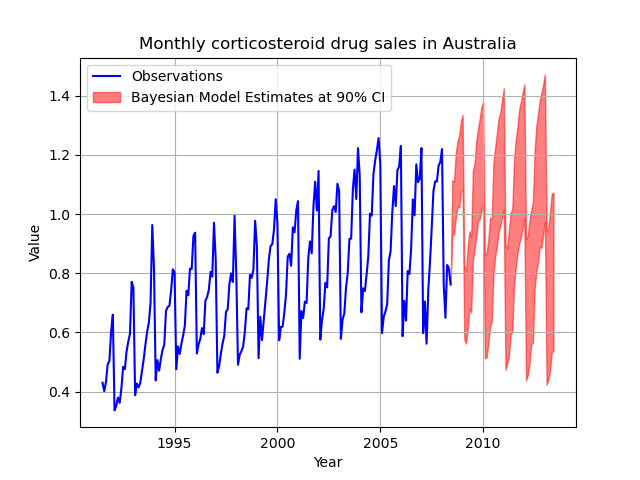 Monthly corticosteroid drug sales in Australia
Observations
Bayesian Model Estimates at 90% CI
Value
1.4
1.2
1.0
0.8
0.6
0.4
1995
2000
2005
2010
Year